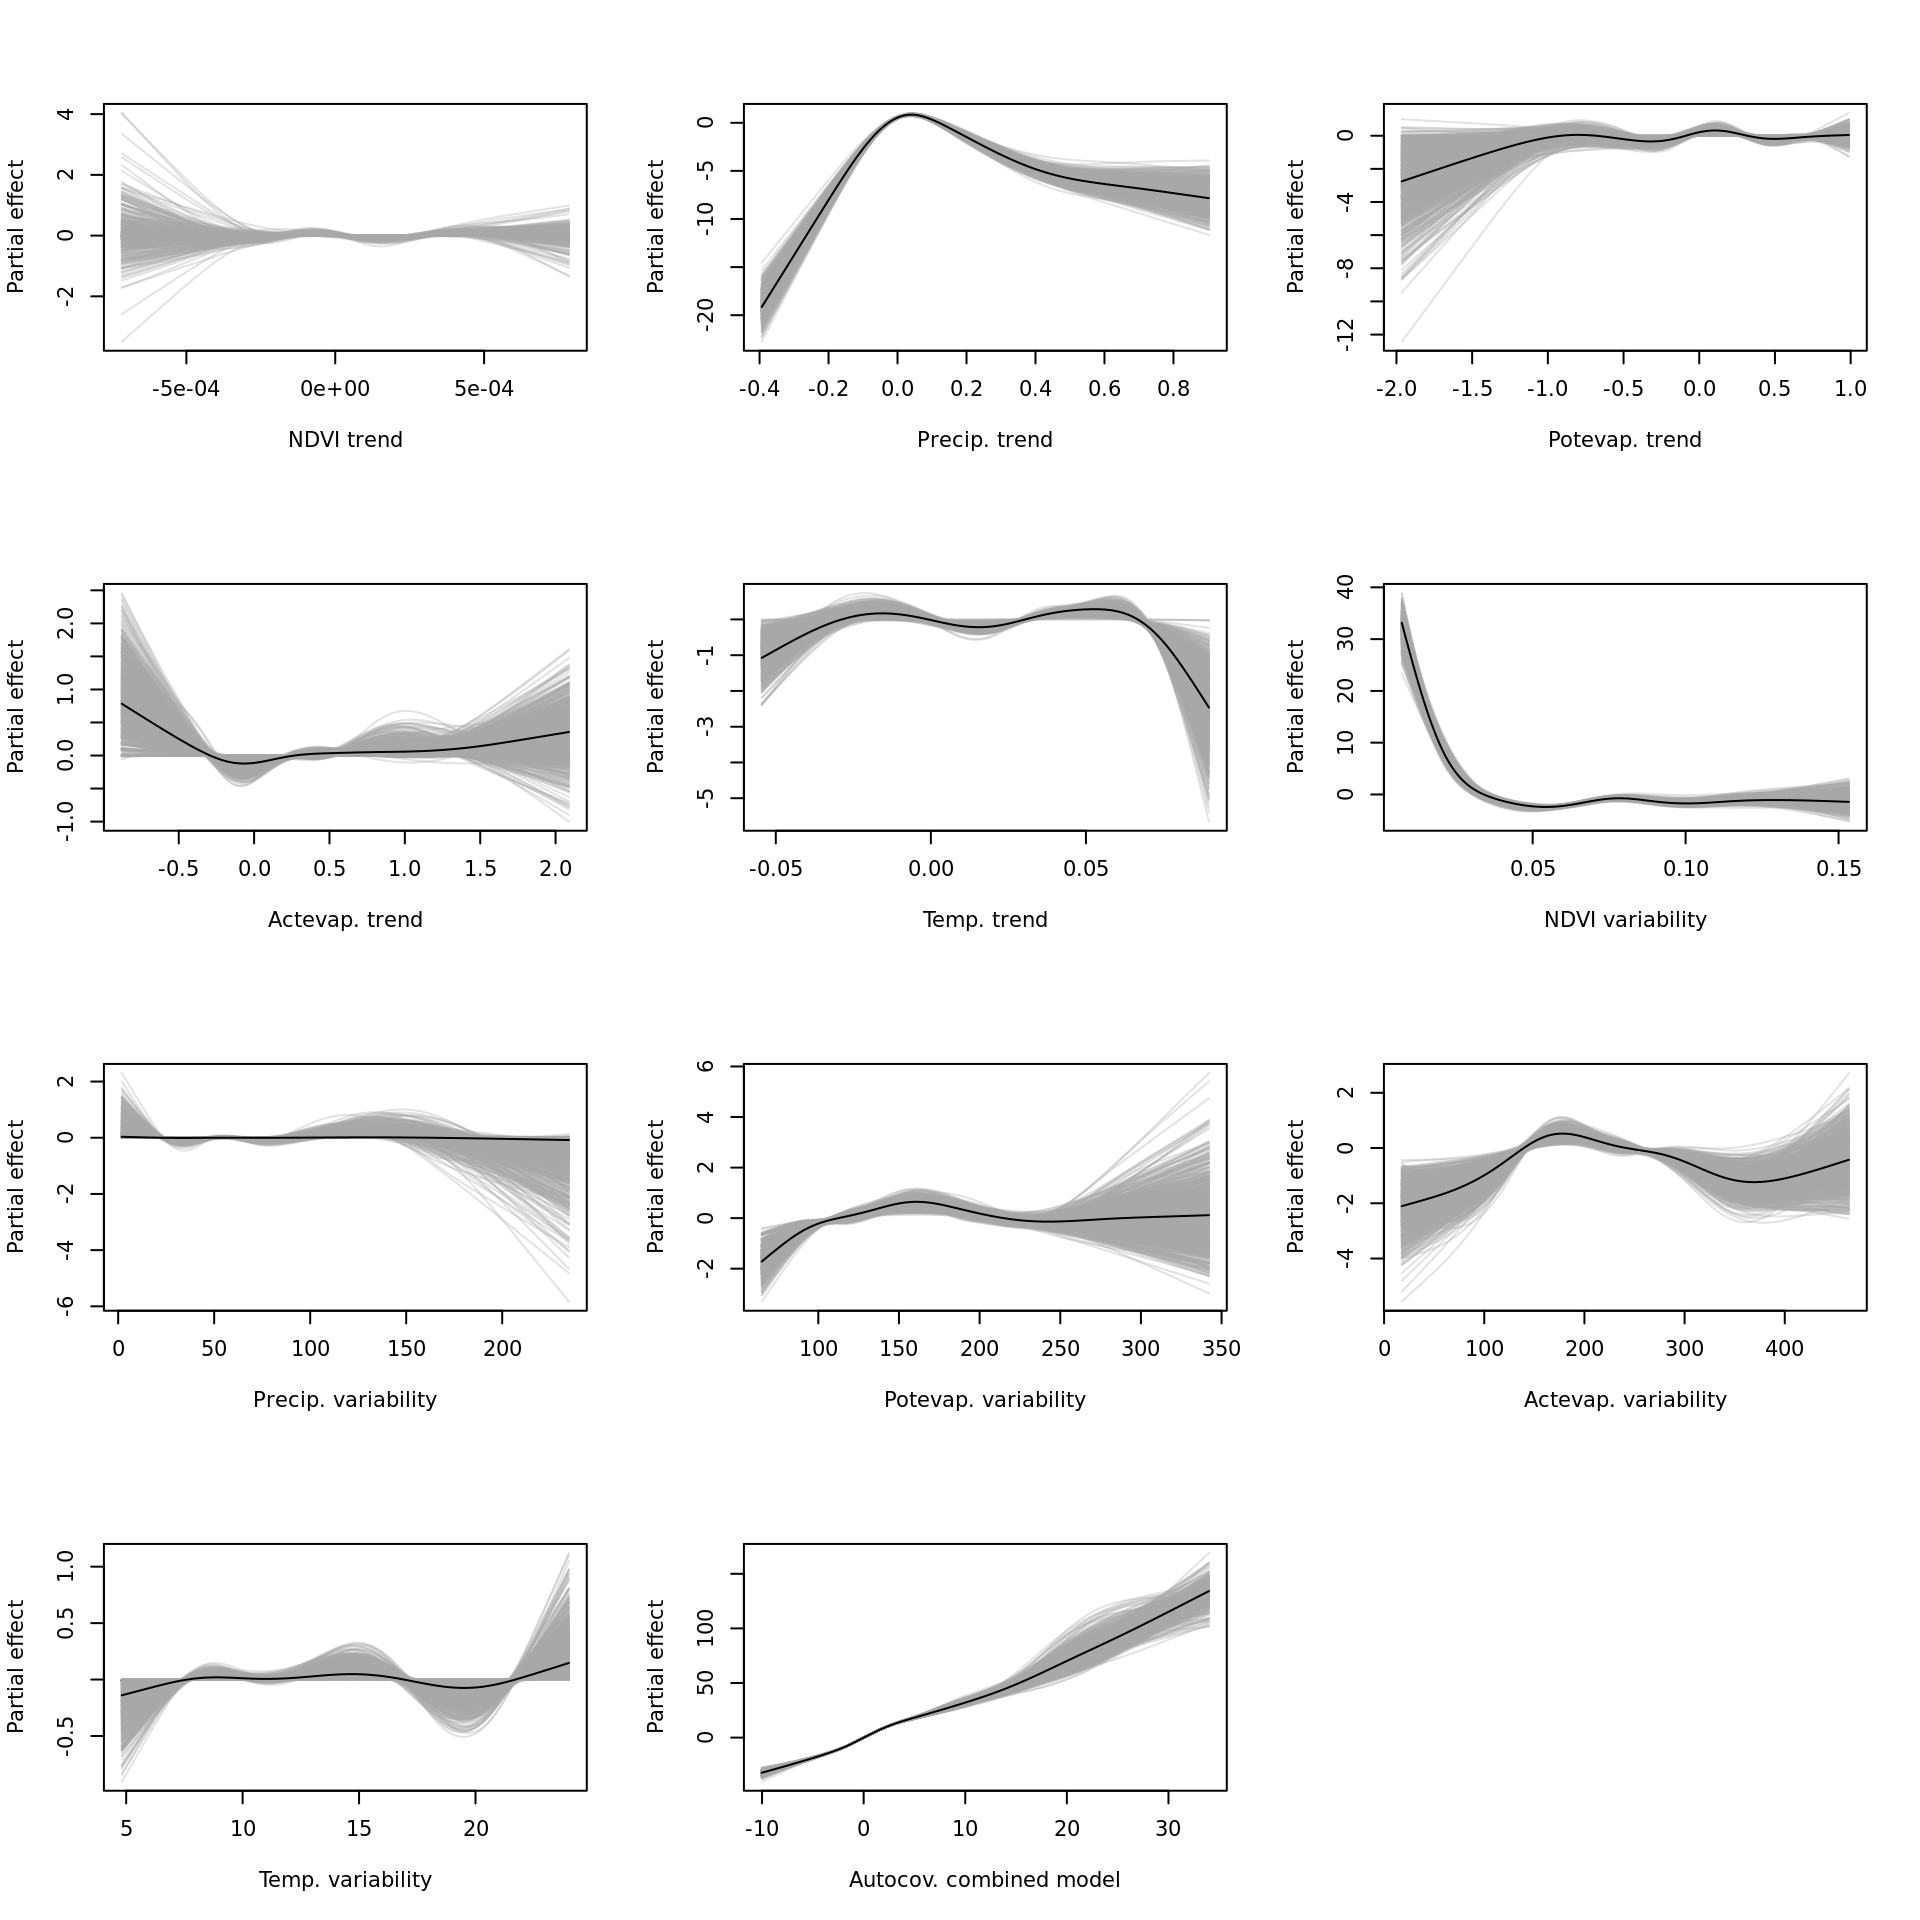 Partial effect
4
2
0
-2
-5e-04 0e+00 5e-04
NDVI trend
Partial effect
0
-5
-10
-20
-0.4 -0.2 0.0 0.2 0.4 0.6 0.8
Precip. trend
Partial effect
0
-4
-8
-12
-2.0 -1.5 -1.0 -0.5 0.0 0.5 1.0
Potevap. trend
Partial effect
2.0
1.0
0.0
-1.0
-0.5 0.0 0.5 1.0 1.5 2.0
Actevap. trend
Partial effect
-1
-3
-5
-0.05 0.00 0.05
Temp. trend
Partial effect
40
30
20
10
0
0.05 0.10 0.15
NDVI variability
Partial effect
2
0
-2
-4
-6
0 50 100 150 200
Precip. variability
Partial effect
6
4
2
0
-2
100 150 200 250 300 350
Potevap. variability
Partial effect
2
0
-2
-4
0 100 200 300 400
Actevap. variability
Partial effect
1.0
0.5
-0.5
5 10 15 20
Temp. variability
Partial effect
100
50
0
-10 0 10 20 30
Autocov. combined model